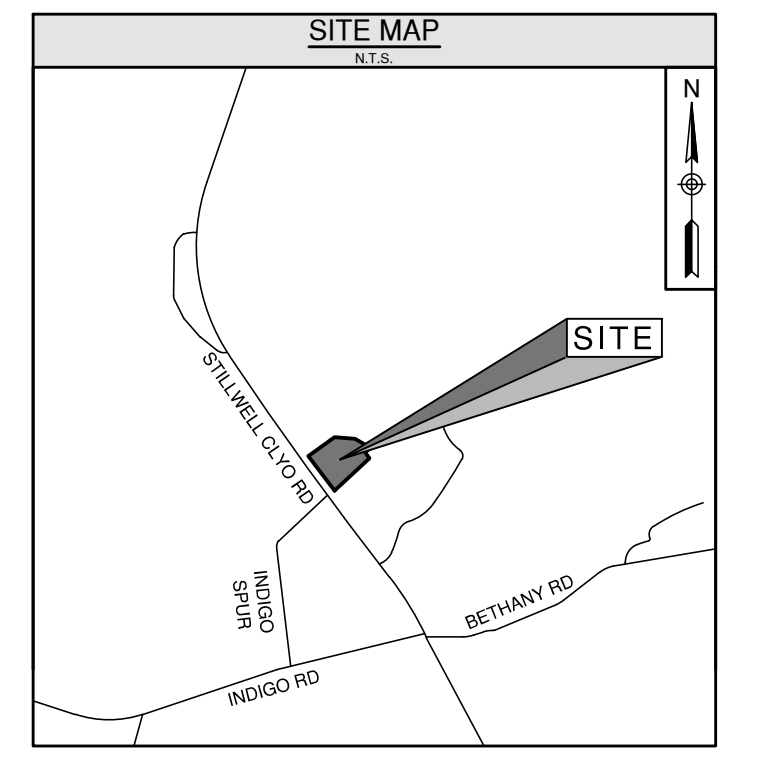 SITE MAP
N.T.S.
N
SITE
STILLWELL CLYO RD
INDIGO
SPUR
BETHANY RD
INDIGO RD